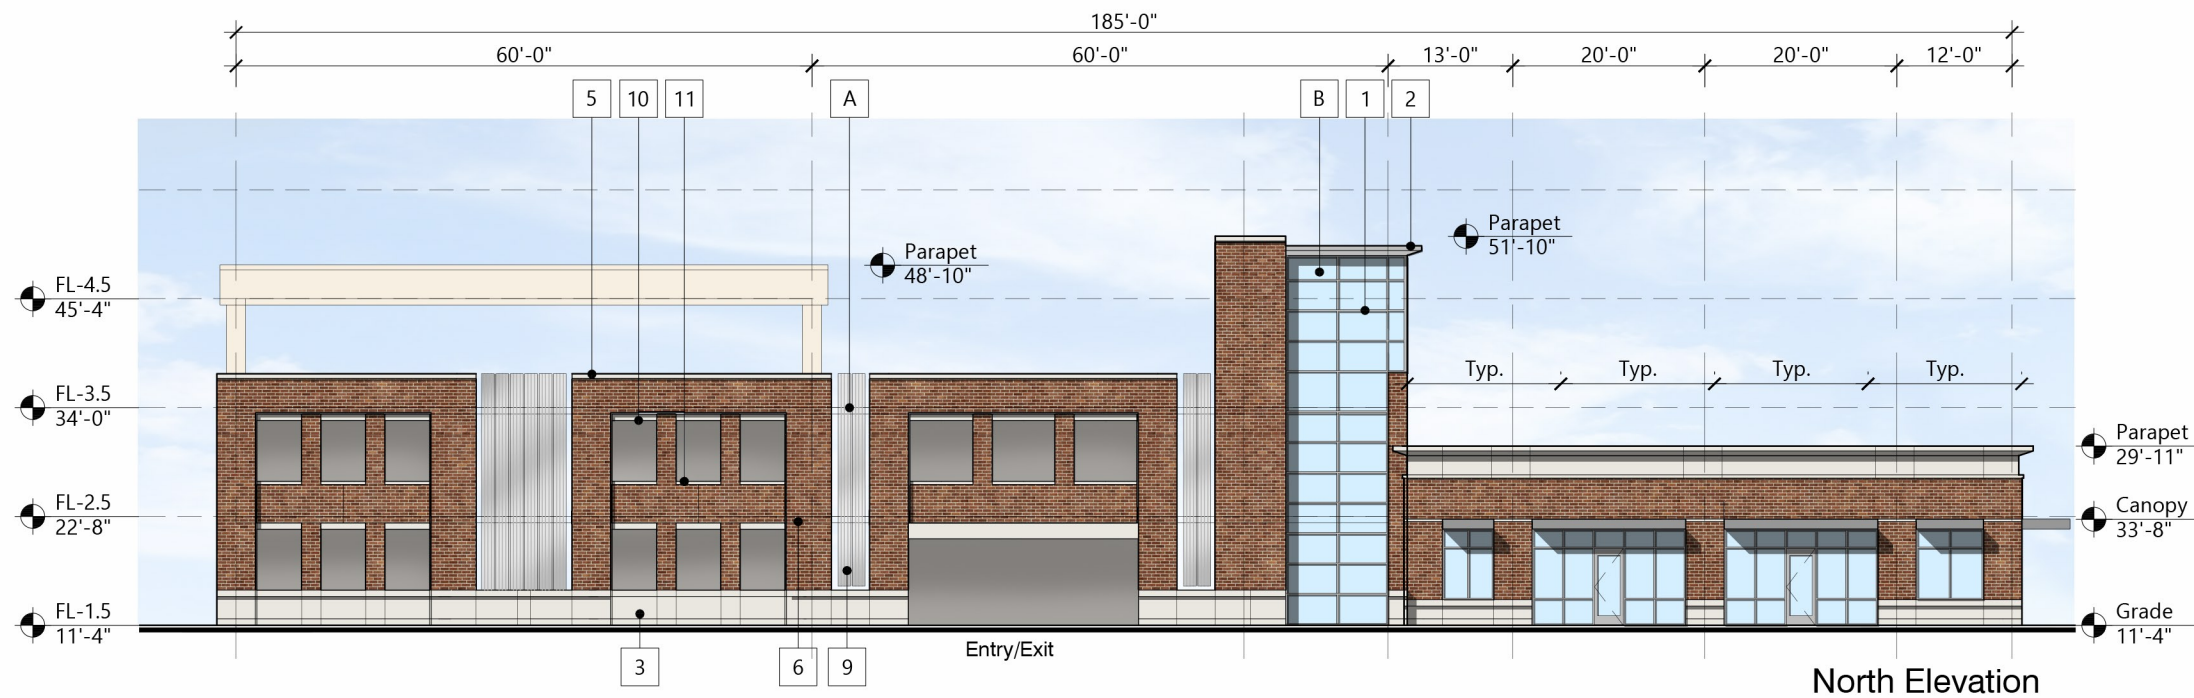 185'-0"
60'-0" 60'-0" 13'-0" 20'-0" 20'-0" 12'-0"
5 10 11 A B 1 2
Parapet
51'-10"
Parapet
48'-10"
FL-4.5
45'-4"
Typ. Typ. Typ. Typ.
FL-3.5
34'-0"
Parapet
29'-11"
FL-2.5
22'-8"
Canopy
33'-8"
FL-1.5
11'-4"
Grade
11'-4"
Entry/Exit
3 6 9
North Elevation